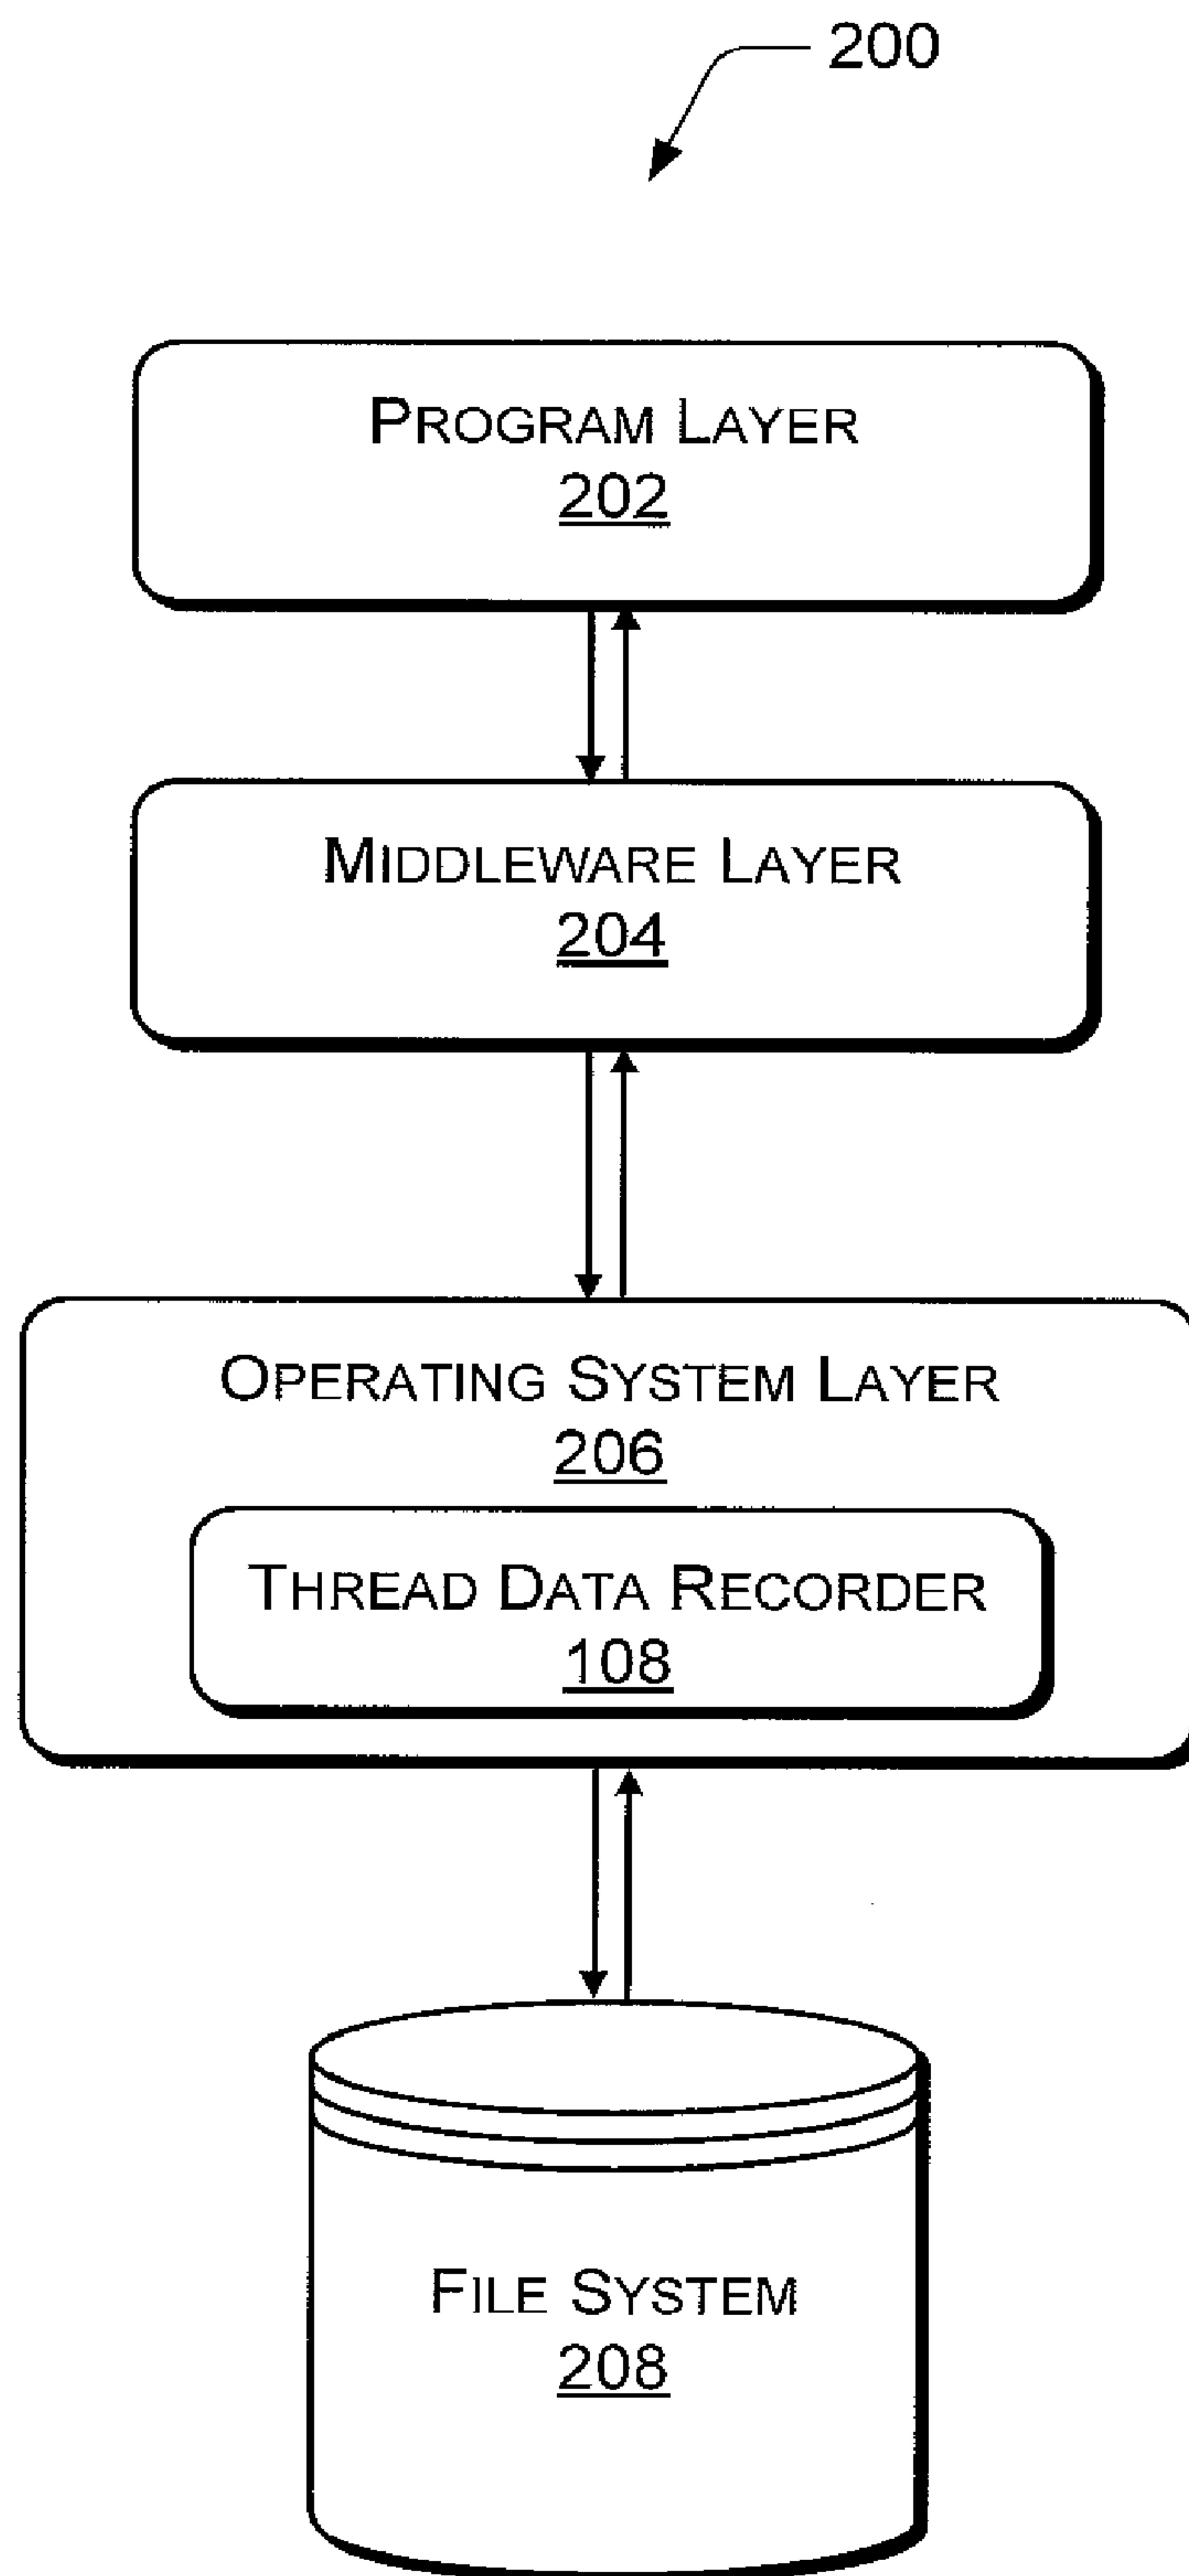 200
PROGRAM LAYER
202
MIDDLEWARE LAYER
204
OPERATING SYSTEM LAYER
206
THREAD DATA RECORDER
108
FILE SYSTEM
208